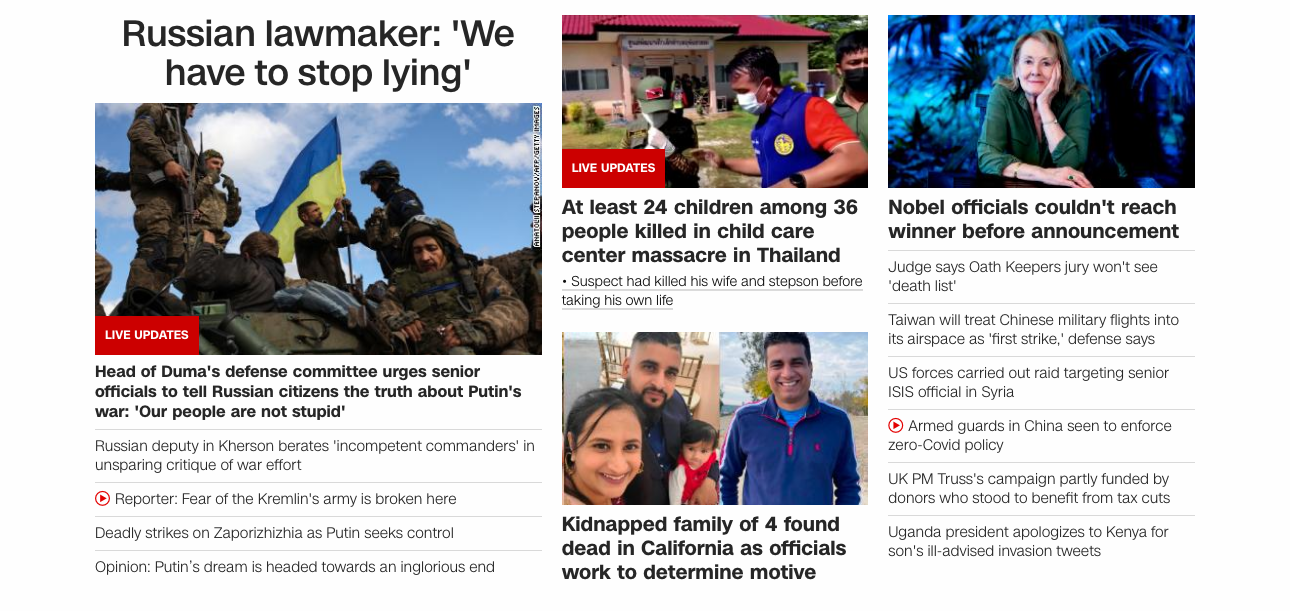 Russian lawmaker: 'We
have to stop lying'
ANATOLII STEPANOV/AFP/GETTY IMAGES
LIVE UPDATES
Head of Duma's defense committee urges senior
officials to tell Russian citizens the truth about Putin's
war: 'Our people are not stupid'
Russian deputy in Kherson berates 'incompetent commanders' in
unsparing critique of war effort
Reporter: Fear of the Kremlin's army is broken here
Deadly strikes on Zaporizhizhia as Putin seeks control
Opinion: Putin's dream is headed towards an inglorious end
LIVE UPDATES
At least 24 children among 36
people killed in child care
center massacre in Thailand
• Suspect had killed his wife and stepson before
taking his own life
Kidnapped family of 4 found
dead in California as officials
work to determine motive
Nobel officials couldn't reach
winner before announcement
Judge says Oath Keepers jury won't see
'death list'
Taiwan will treat Chinese military flights into
its airspace as 'first strike,' defense says
US forces carried out raid targeting senior
ISIS official in Syria
Armed guards in China seen to enforce
zero-Covid policy
UK PM Truss's campaign partly funded by
donors who stood to benefit from tax cuts
Uganda president apologizes to Kenya for
son's ill-advised invasion tweets